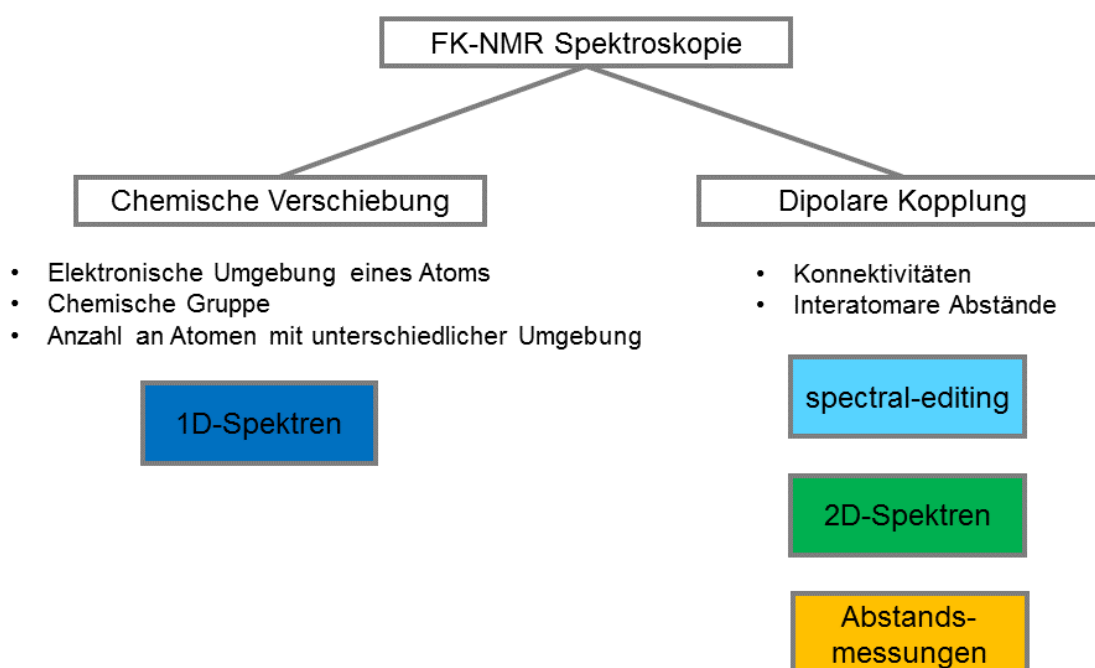 FK-NMR Spektroskopie
Chemische Verschiebung
• Elektronische Umgebung eines Atoms
• Chemische Gruppe
• Anzahl an Atomen mit unterschiedlicher Umgebung
1D-Spektren
Dipolare Kopplung
• Konnektivitäten
• Interatomare Abstände
spectral-editing
2D-Spektren
Abstands-
messungen